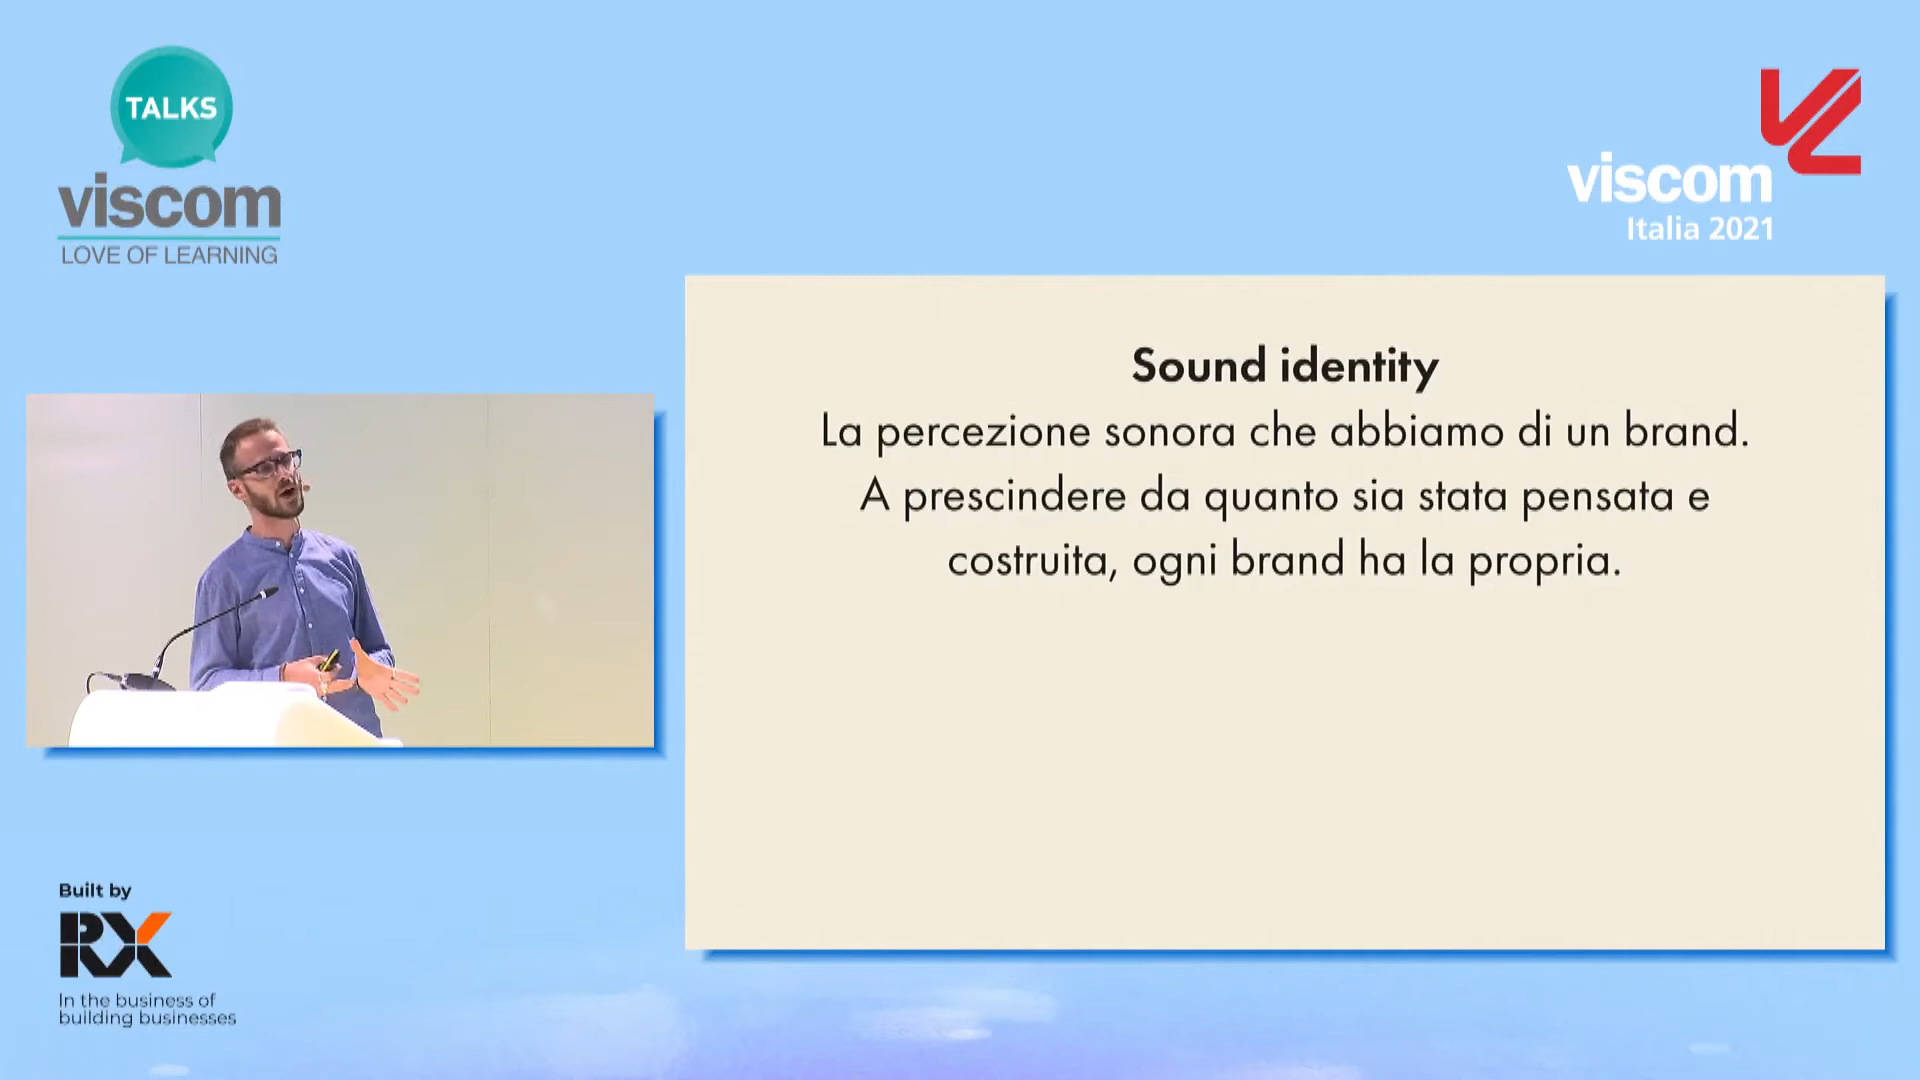 TALKS
viscom
LOVE OF LEARNING
viscom
Italia 2021
Sound identity
La percezione sonora che abbiamo di un brand.
A prescindere da quanto sia stata pensata e
costruita, ogni brand ha la propria.
Built by
RX
In the business of
building businesses